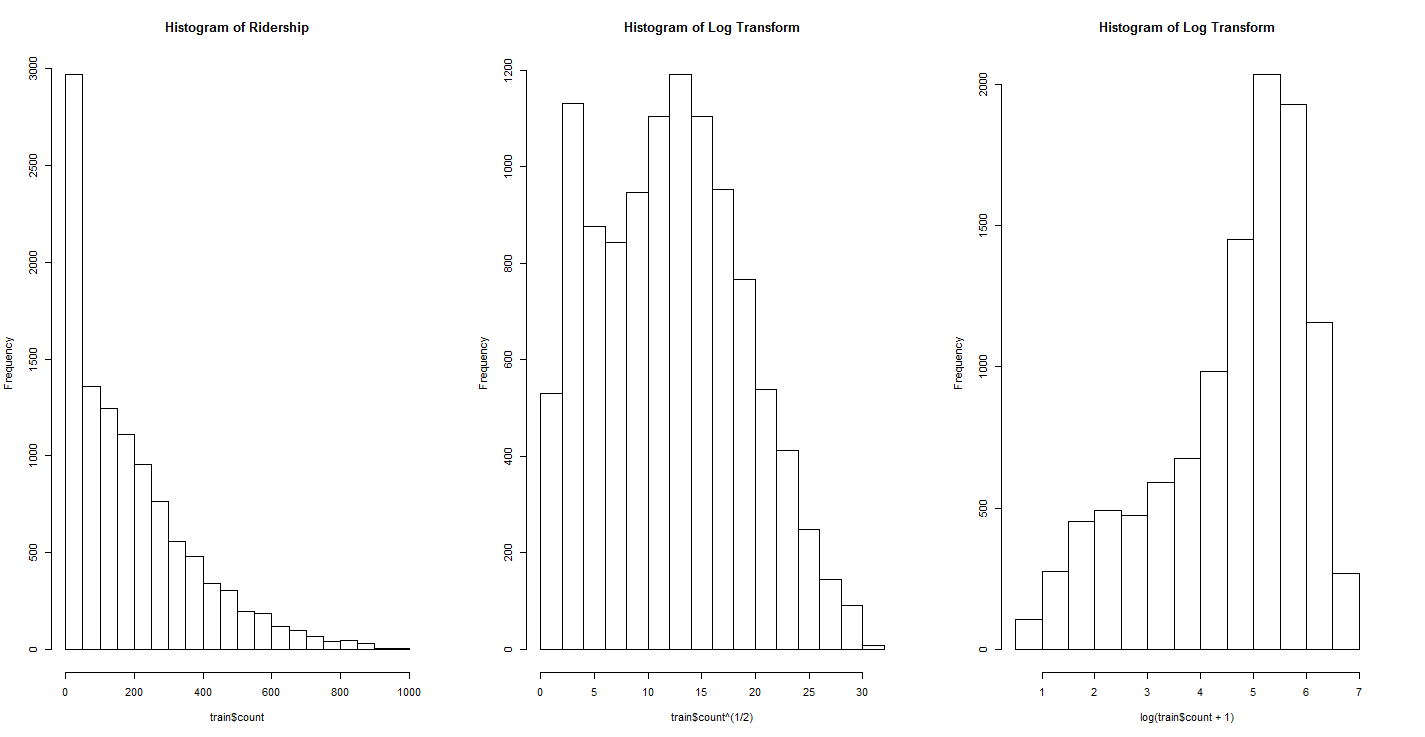 Histogram of Ridership
Frequency
0
500
1000
1500
2000
2500
3000
0 200 400 600 800 1000
train$count
Histogram of Log Transform
Frequency
0
200
400
600
800
1000
1200
0 5 10 15 20 25 30
train$count^(1/2)
Histogram of Log Transform
Frequency
0
500
1000
1500
2000
1 2 3 4 5 6 7
log(train$count + 1)